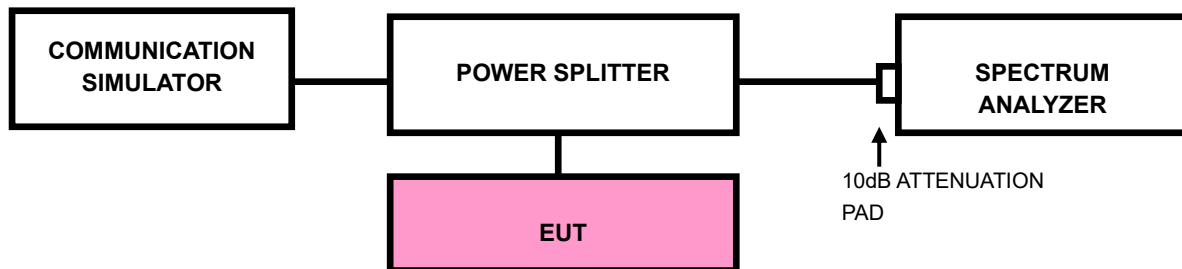 COMMUNICATION
SIMULATOR
POWER SPLITTER
SPECTRUM
ANALYZER
10dB ATTENUATION
PAD
EUT